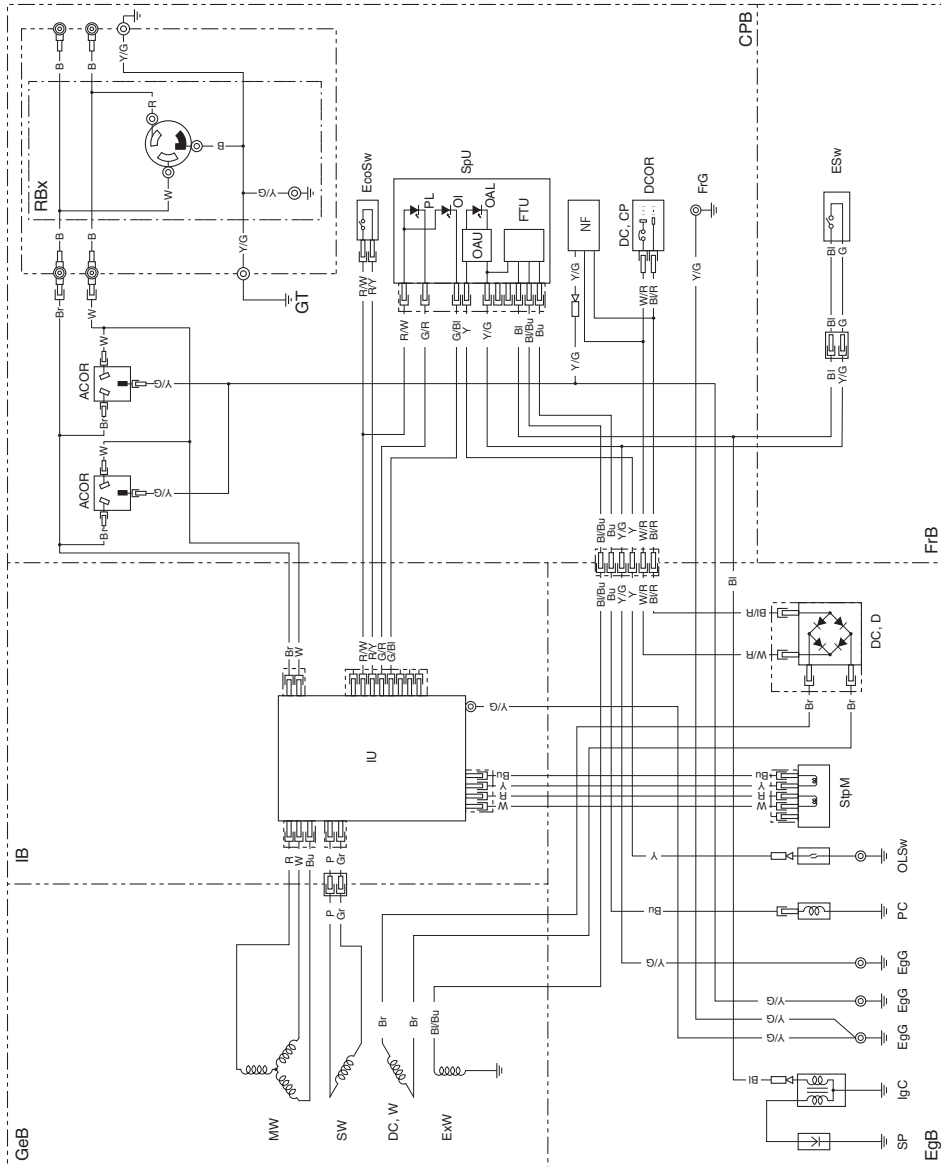 CPB
RBx
B
B
Y/G
R
B
W
Y/G
B
B
Y/G
GT
Br
W
ACOR
W
Br
Y/G
ACOR
W
Br
Y/G
EcoSw
R/W
R/Y
SpU
PL
OI
OAL
OAU
FTU
R/W
G/R
G/Bl
Y
Y/G
Bl
Bl/Bu
Bu
NF
Y/G
Y/G
DC, CP
DCOR
W/R
Bl/R
FrG
Y/G
ESw
Bl
G
Bl
G
Bl
Y/G
FrB
Bl/Bu
Bu
Y/G
Y
W/R
Bl/R
Bl/Bu
Bu
Y/G
Y
W/R
Bl/R
Bl
IB
Br
W
R/W
R/Y
G/R
G/Bl
IU
Y/G
R
W
Bu
P
Gr
Bu
Y
R
W
Bu
Y
R
W
StpM
Bl/R
W/R
DC, D
Br
Br
GeB
P
Gr
MW
SW
Br
Br
DC, W
Bl/Bu
ExW
Y
OLSw
Bu
PC
Y/G
EgG
Y/G
EgG
Y/G
Y/G
EgG
Bl
IgC
SP
EgB